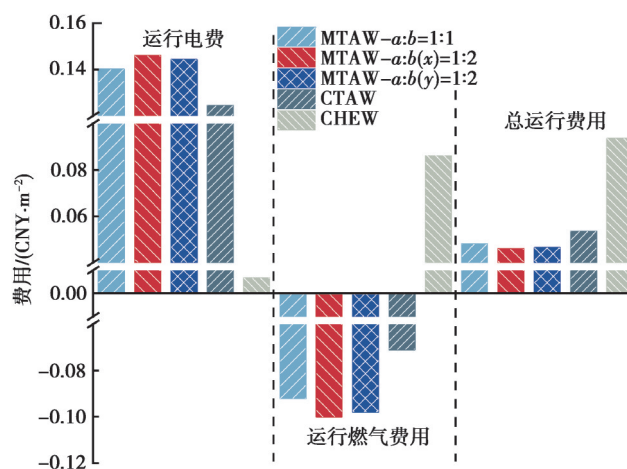 0.16
0.14
0.08
0.06
0.00
−0.08
−0.10
−0.12
费用/(CNY·m⁻²)
运行电费
MTAW−a:b=1:1
MTAW−a:b(x)=1:2
MTAW−a:b(y)=1:2
CTAW
CHEW
总运行费用
运行燃气费用